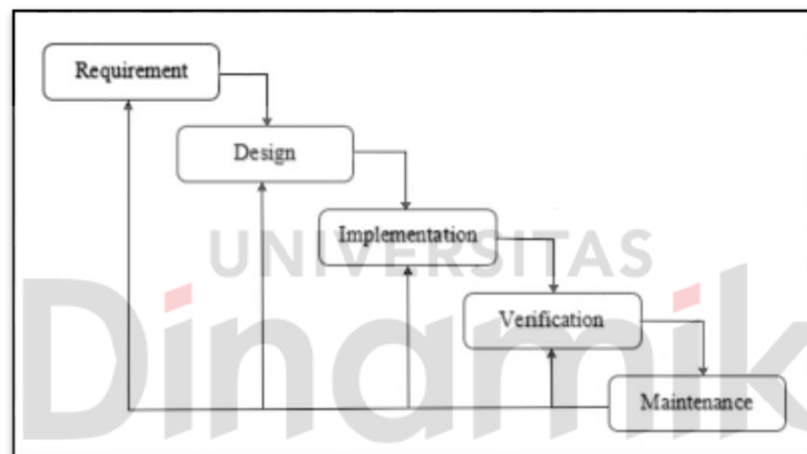 Requirement
Design
Implementation
UNIVERSITAS
Verification
Dinamik
Maintenance